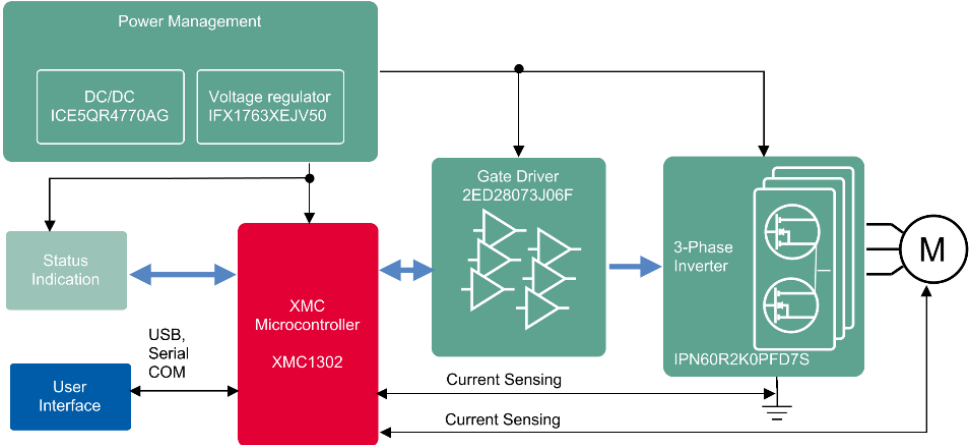 Power Management
DC/DC
ICE5QR4770AG
Voltage regulator
IFX1763XEJV50
Gate Driver
2ED28073J06F
3-Phase
Inverter
IPN60R2K0PFD7S
M
Status
Indication
XMC
Microcontroller
XMC1302
USB,
Serial
COM
User
Interface
Current Sensing
Current Sensing